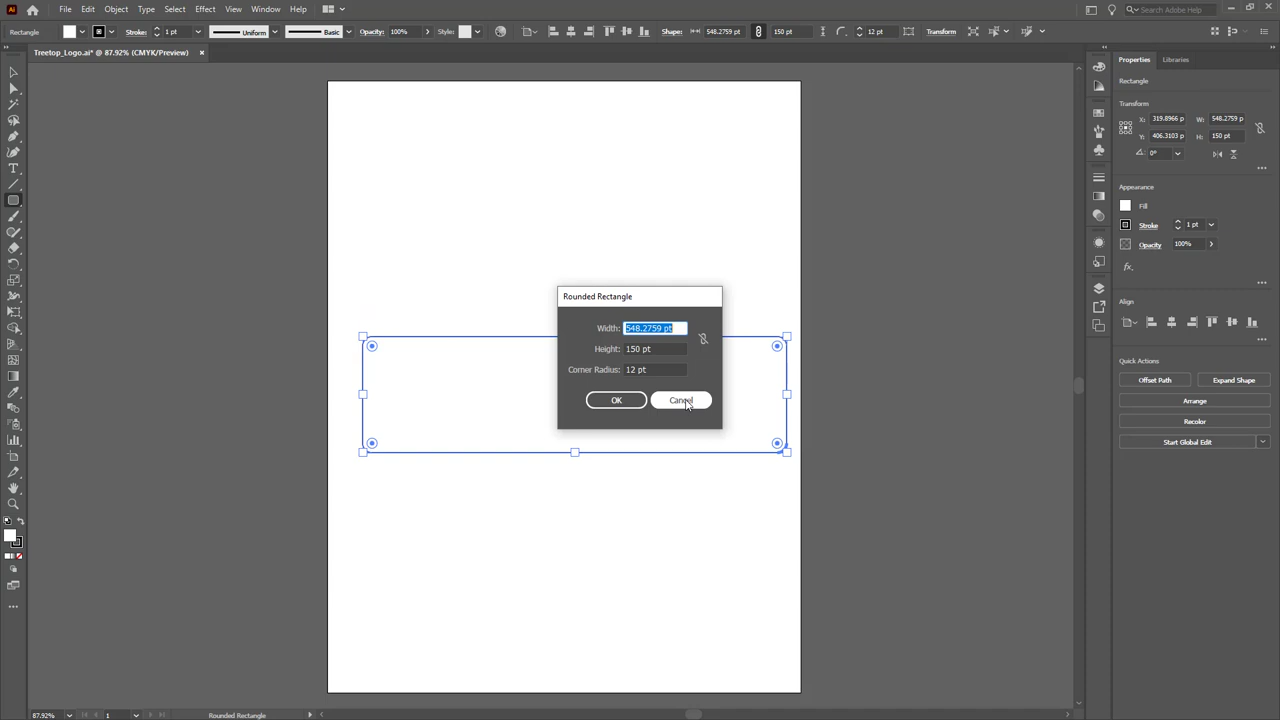 Ai File Edit Object Type Select Effect View Window Help Search Adobe Help
Rectangle Stroke: 1 pt Uniform Basic Opacity: 100% Style: Shape: 548.2759 pt 150 pt 12 pt Transform
Treetop_Logo.ai* @ 87.92% (CMYK/Preview) ×
Properties Libraries
Rectangle
Transform
X: 319.8966 p W: 548.2759 p
Y: 406.3103 p H: 150 pt
0°
Appearance
Fill
Stroke 1 pt
Opacity 100%
fx.
Align
Quick Actions
Offset Path Expand Shape
Arrange
Recolor
Start Global Edit
Rounded Rectangle
Width: 548.2759 pt
Height: 150 pt
Corner Radius: 12 pt
OK Cancel
87.92% 1 Rounded Rectangle